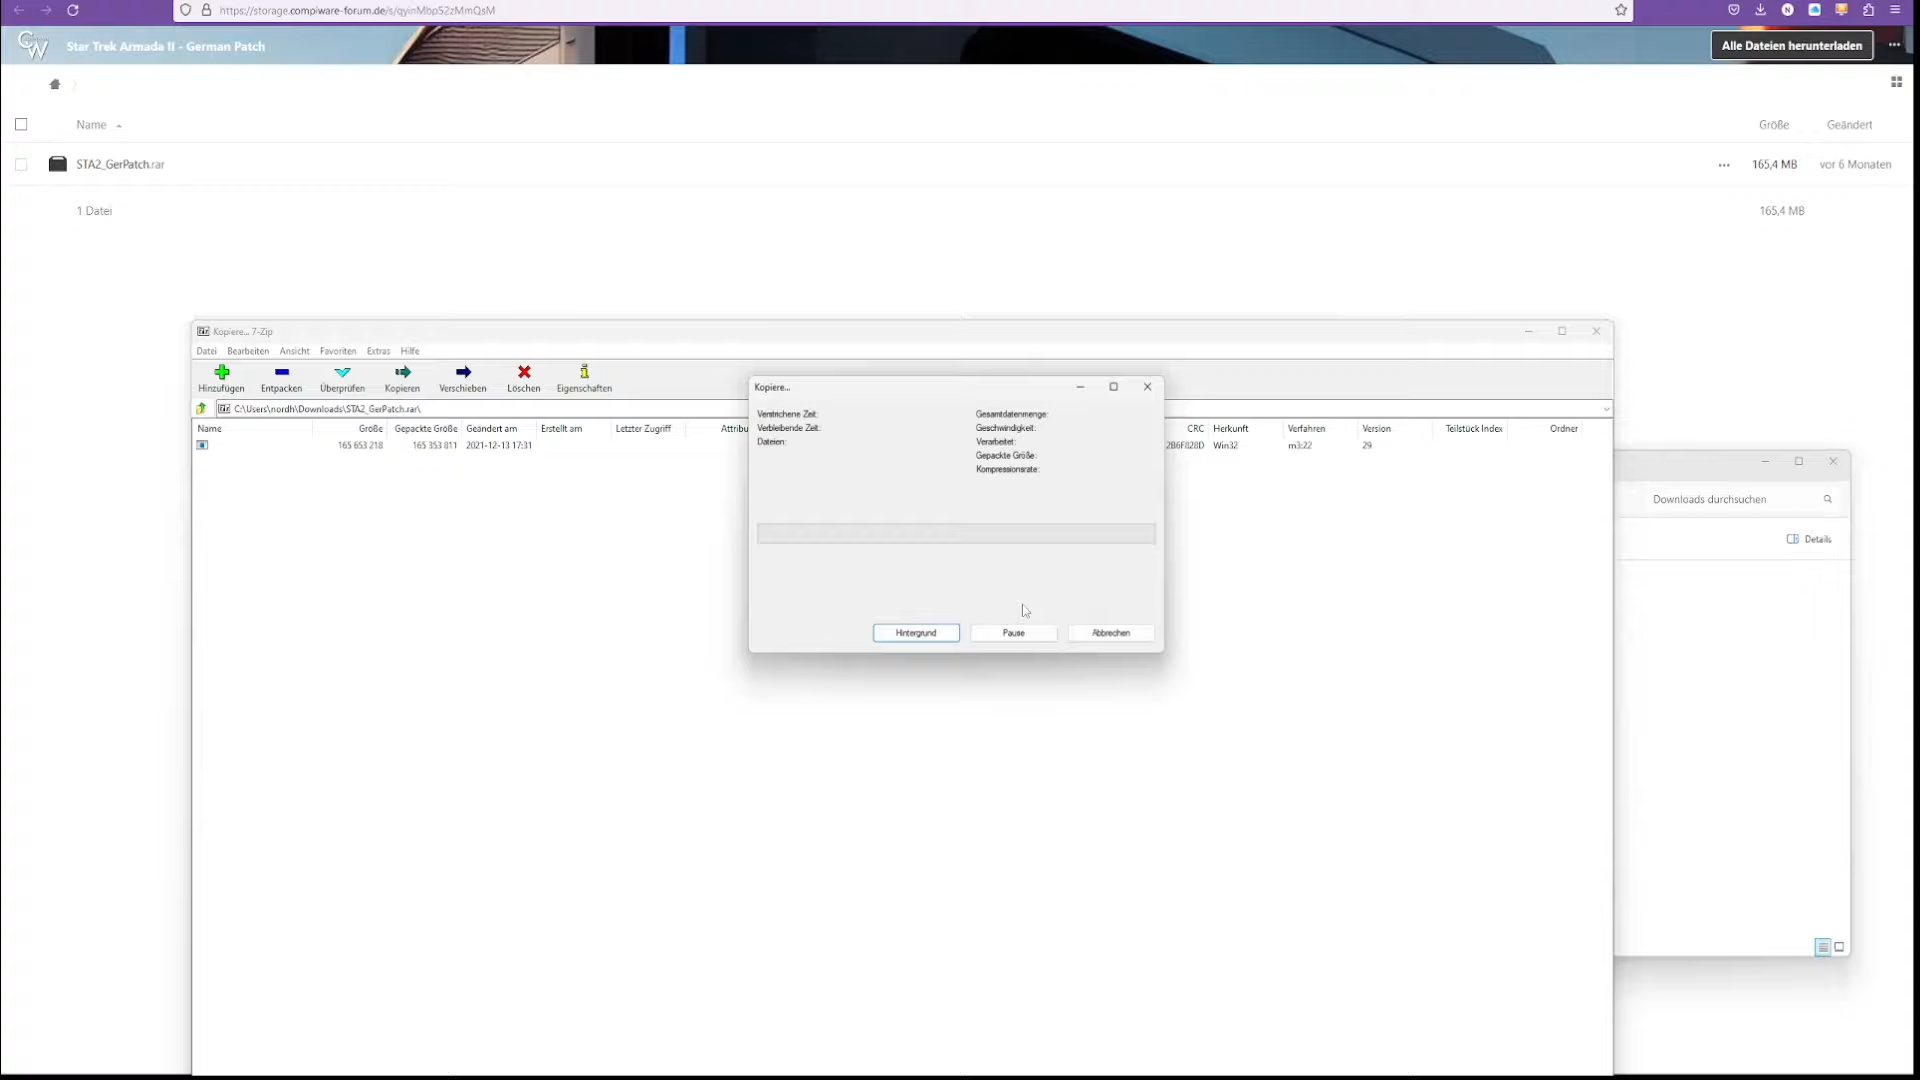 https://storage.compiware-forum.de/s/qyinMbp52zMmQsM
CW
Star Trek Armada II - German Patch
Alle Dateien herunterladen
Name
Größe
Geändert
STA2_GerPatch.rar
165,4 MB
vor 6 Monaten
1 Datei
165,4 MB
Kopiere... 7-Zip
Datei
Bearbeiten
Ansicht
Favoriten
Extras
Hilfe
Hinzufügen
Entpacken
Überprüfen
Kopieren
Verschieben
Löschen
Eigenschaften
C:\Users\nordh\Downloads\STA2_GerPatch.rar\
Name
Größe
Gepackte Größe
Geändert am
Erstellt am
Letzter Zugriff
Attribu
CRC
Herkunft
Verfahren
Version
Teilstück Index
Ordner
165 653 218
165 353 811
2021-12-13 17:31
2B6F828D
Win32
m3:22
29
Kopiere...
Verstrichene Zeit:
Verbleibende Zeit:
Dateien:
Gesamtdatenmenge:
Geschwindigkeit:
Verarbeitet:
Gepackte Größe:
Kompressionsrate:
Hintergrund
Pause
Abbrechen
Downloads durchsuchen
Details